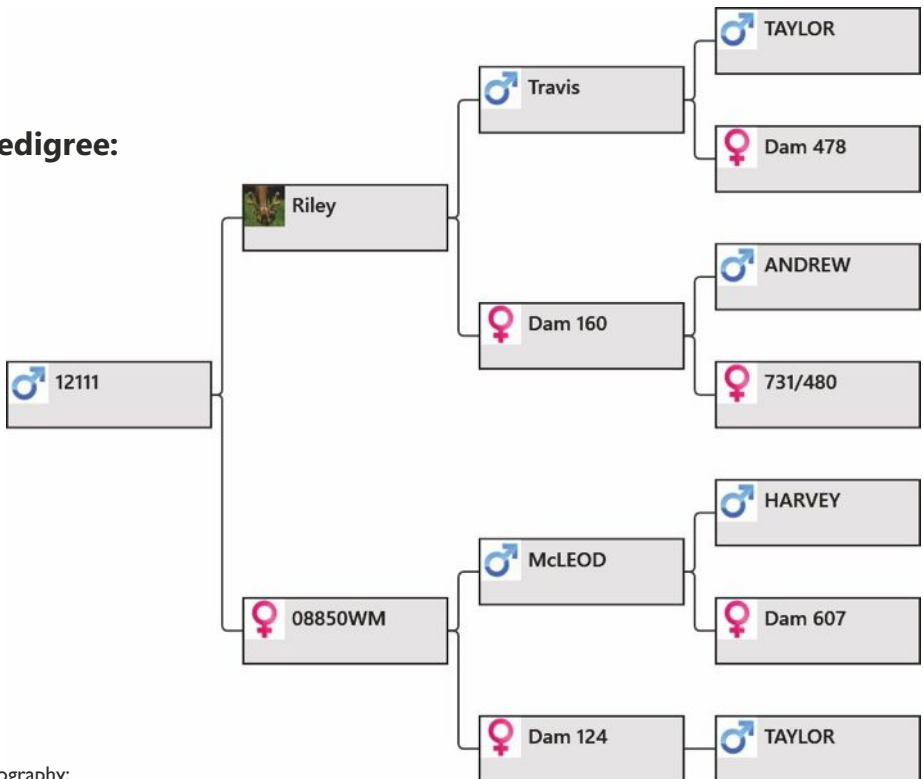 TAYLOR
Travis
edigree:
Dam 478
Riley
ANDREW
Dam 160
12111
731/480
HARVEY
McLEOD
08850WM
Dam 607
Dam 124
TAYLOR
ography: